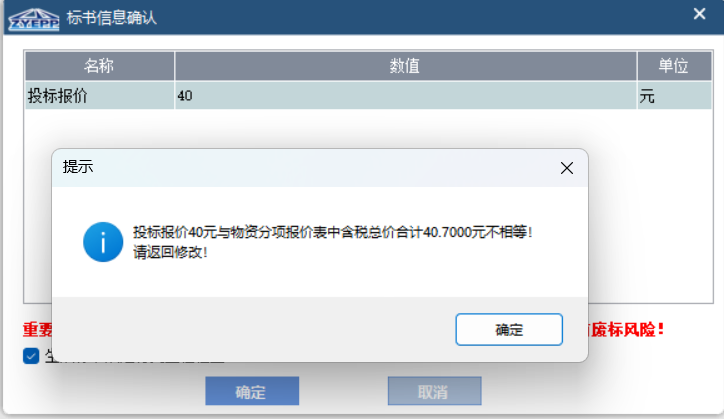 ZYEPP
标书信息确认
名称 数值 单位
投标报价 40 元
提示
投标报价40元与物资分项报价表中含税总价合计40.7000元不相等！
请返回修改！
确定
重要
废标风险！
确定 取消